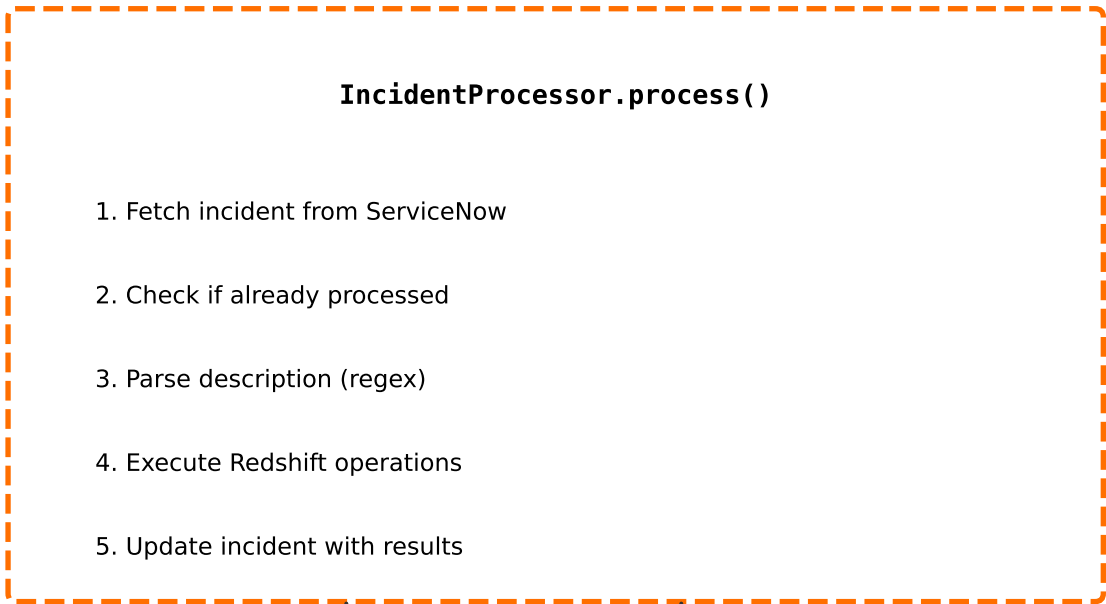 IncidentProcessor.process()
1. Fetch incident from ServiceNow
2. Check if already processed
3. Parse description (regex)
4. Execute Redshift operations
5. Update incident with results